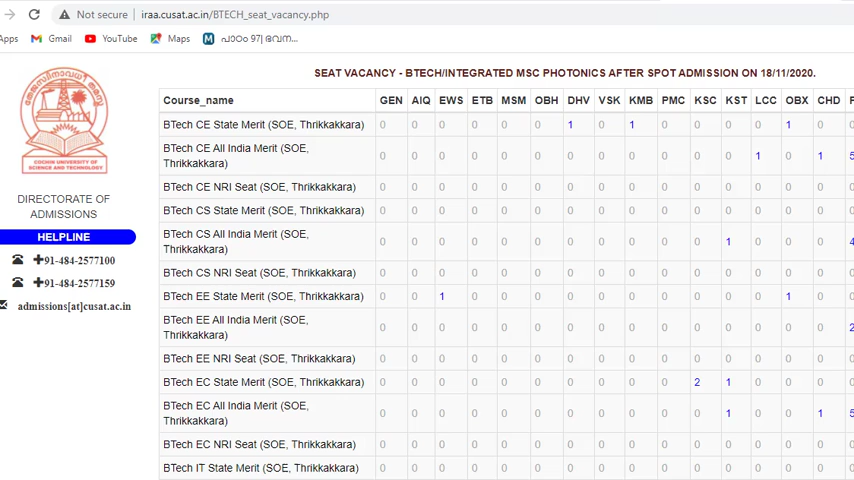 Not secure | iraa.cusat.ac.in/BTECH_seat_vacancy.php
Apps Gmail YouTube Maps M
SEAT VACANCY - BTECH/INTEGRATED MSC PHOTONICS AFTER SPOT ADMISSION ON 18/11/2020.
COCHIN UNIVERSITY OF
SCIENCE AND TECHNOLOGY
DIRECTORATE OF
ADMISSIONS
HELPLINE
+91-484-2577100
+91-484-2577159
admissions[at]cusat.ac.in
Course_name GEN AIQ EWS ETB MSM OBH DHV VSK KMB PMC KSC KST LCC OBX CHD
BTech CE State Merit (SOE, Thrikkakkara) 0 0 0 0 0 0 1 0 1 0 0 0 0 1 0
BTech CE All India Merit (SOE,
Thrikkakkara) 0 0 0 0 0 0 0 0 0 0 0 0 1 0 1 5
BTech CE NRI Seat (SOE, Thrikkakkara) 0 0 0 0 0 0 0 0 0 0 0 0 0 0 0
BTech CS State Merit (SOE, Thrikkakkara) 0 0 0 0 0 0 0 0 0 0 0 0 0 0 0
BTech CS All India Merit (SOE,
Thrikkakkara) 0 0 0 0 0 0 0 0 0 0 0 1 0 0 0 4
BTech CS NRI Seat (SOE, Thrikkakkara) 0 0 0 0 0 0 0 0 0 0 0 0 0 0 0
BTech EE State Merit (SOE, Thrikkakkara) 0 0 1 0 0 0 0 0 0 0 0 0 0 1 0
BTech EE All India Merit (SOE,
Thrikkakkara) 0 0 0 0 0 0 0 0 0 0 0 0 0 0 0 2
BTech EE NRI Seat (SOE, Thrikkakkara) 0 0 0 0 0 0 0 0 0 0 0 0 0 0 0
BTech EC State Merit (SOE, Thrikkakkara) 0 0 0 0 0 0 0 0 0 0 2 1 0 0 0
BTech EC All India Merit (SOE,
Thrikkakkara) 0 0 0 0 0 0 0 0 0 0 0 1 0 0 1 5
BTech EC NRI Seat (SOE, Thrikkakkara) 0 0 0 0 0 0 0 0 0 0 0 0 0 0 0
BTech IT State Merit (SOE, Thrikkakkara) 0 0 0 0 0 0 0 0 0 0 0 0 0 0 0